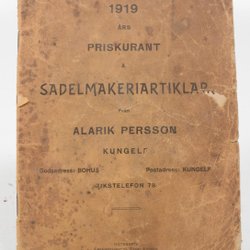 1919
ÅRS
PRISKURANT
Å
SADELMAKERIARTIKLAR
FRÅN
ALARIK PERSSON
KUNGELF
Godsadress: BOHUS Postadress: KUNGELF
RIKSTELEFON 78